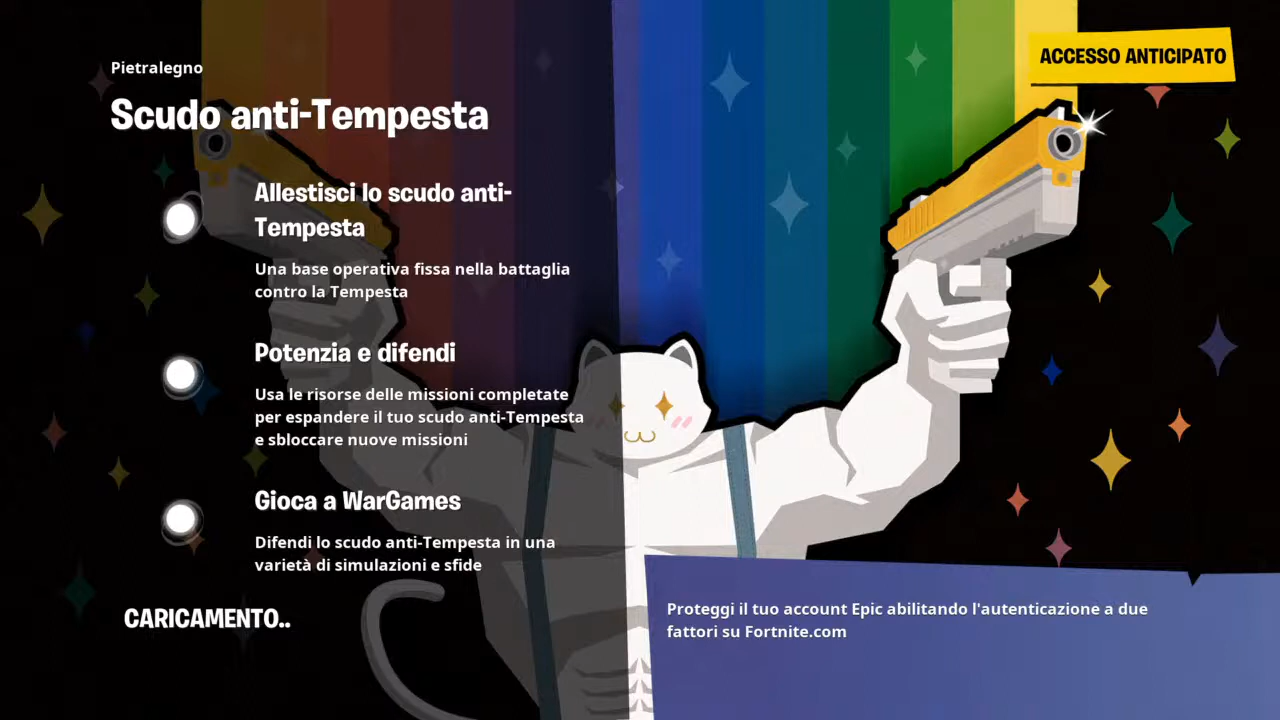 Pietralegno
ACCESSO ANTICIPATO
Scudo anti-Tempesta
Allestisci lo scudo anti-
Tempesta
Una base operativa fissa nella battaglia
contro la Tempesta
Potenzia e difendi
Usa le risorse delle missioni completate
per espandere il tuo scudo anti-Tempesta
e sbloccare nuove missioni
Gioca a WarGames
Difendi lo scudo anti-Tempesta in una
varietà di simulazioni e sfide
CARICAMENTO..
Proteggi il tuo account Epic abilitando l'autenticazione a due
fattori su Fortnite.com